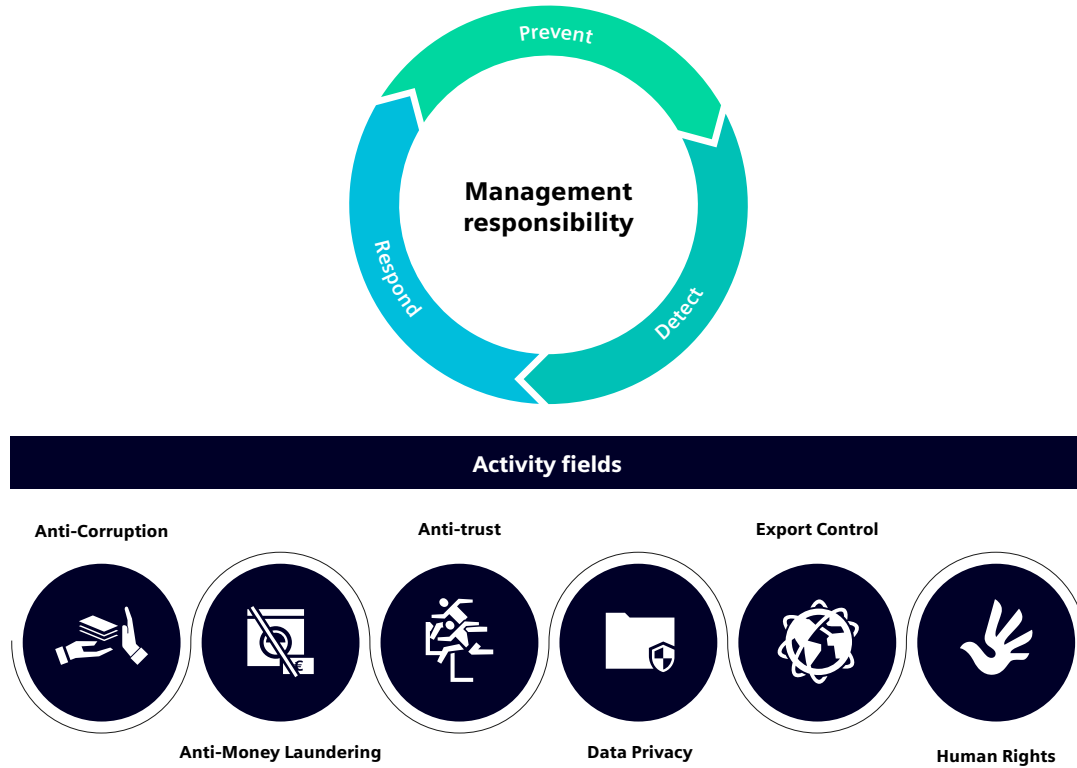 Prevent
Management
responsibility
Respond
Detect
Activity fields
Anti-Corruption
Anti-trust
Export Control
€
Anti-Money Laundering
Data Privacy
Human Rights